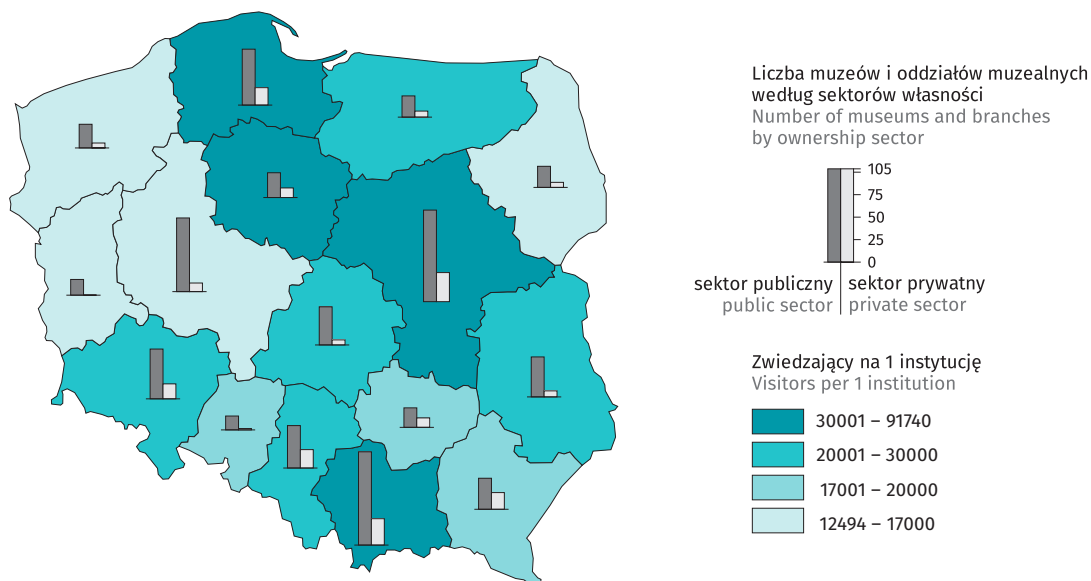 Liczba muzeów i oddziałów muzealnych
według sektorów własności
Number of museums and branches
by ownership sector
105
75
50
25
0
sektor publiczny sektor prywatny
public sector private sector
Zwiedzający na 1 instytucję
Visitors per 1 institution
30001 – 91740
20001 – 30000
17001 – 20000
12494 – 17000